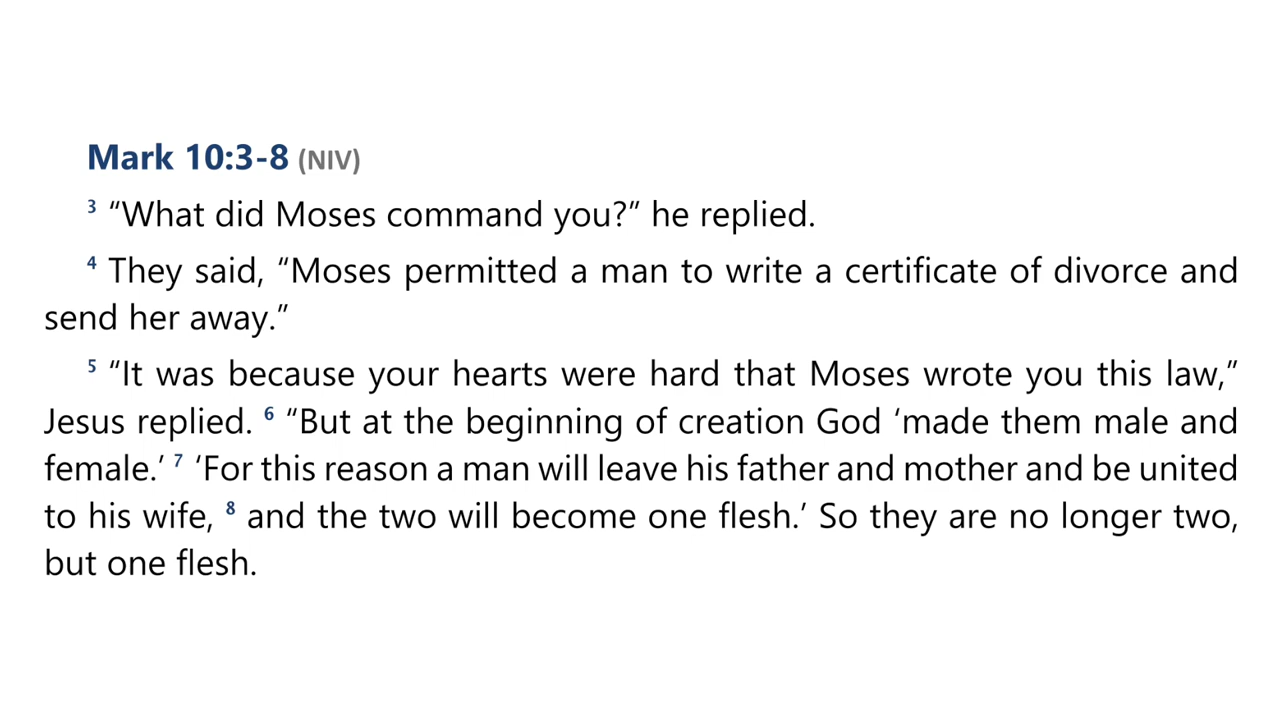 Mark 10:3-8 (NIV)
3 “What did Moses command you?” he replied.
4 They said, “Moses permitted a man to write a certificate of divorce and
send her away.”
5 “It was because your hearts were hard that Moses wrote you this law,”
Jesus replied. 6 “But at the beginning of creation God ‘made them male and
female.’ 7 ‘For this reason a man will leave his father and mother and be united
to his wife, 8 and the two will become one flesh.’ So they are no longer two,
but one flesh.